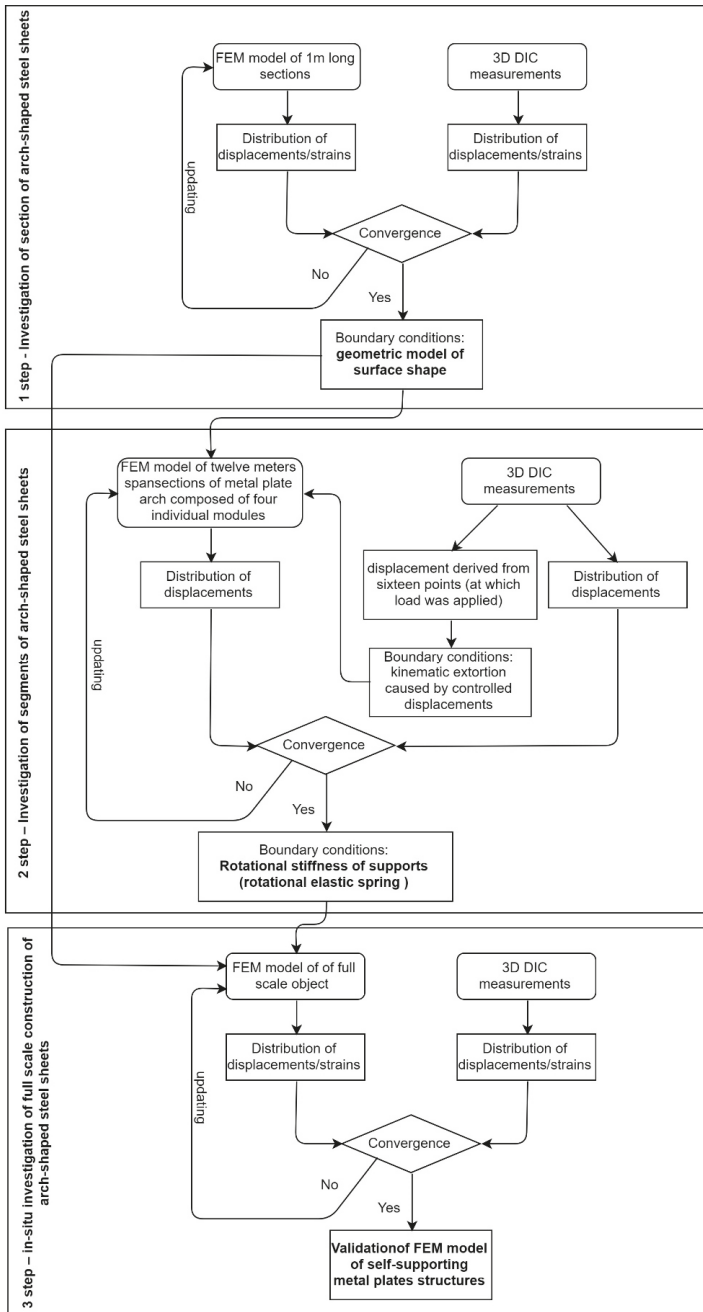 1 step - Investigation of section of arch-shaped steel sheets
FEM model of 1m long
sections
3D DIC
measurements
Distribution of
displacements/strains
Distribution of
displacements/strains
updating
Convergence
No
Yes
Boundary conditions:
geometric model of
surface shape
2 step – Investigation of segments of arch-shaped steel sheets
FEM model of twelve meters
spansections of metal plate
arch composed of four
individual modules
3D DIC
measurements
Distribution of
displacements
displacement derived from
sixteen points (at which
load was applied)
Distribution of
displacements
updating
Boundary conditions:
kinematic extortion
caused by controlled
displacements
Convergence
No
Yes
Boundary conditions:
Rotational stiffness of supports
(rotational elastic spring )
3 step – in-situ investigation of full scale construction of
arch-shaped steel sheets
FEM model of of full
scale object
3D DIC
measurements
Distribution of
displacements/strains
Distribution of
displacements/strains
updating
Convergence
No
Yes
Validationof FEM model
of self-supporting
metal plates structures